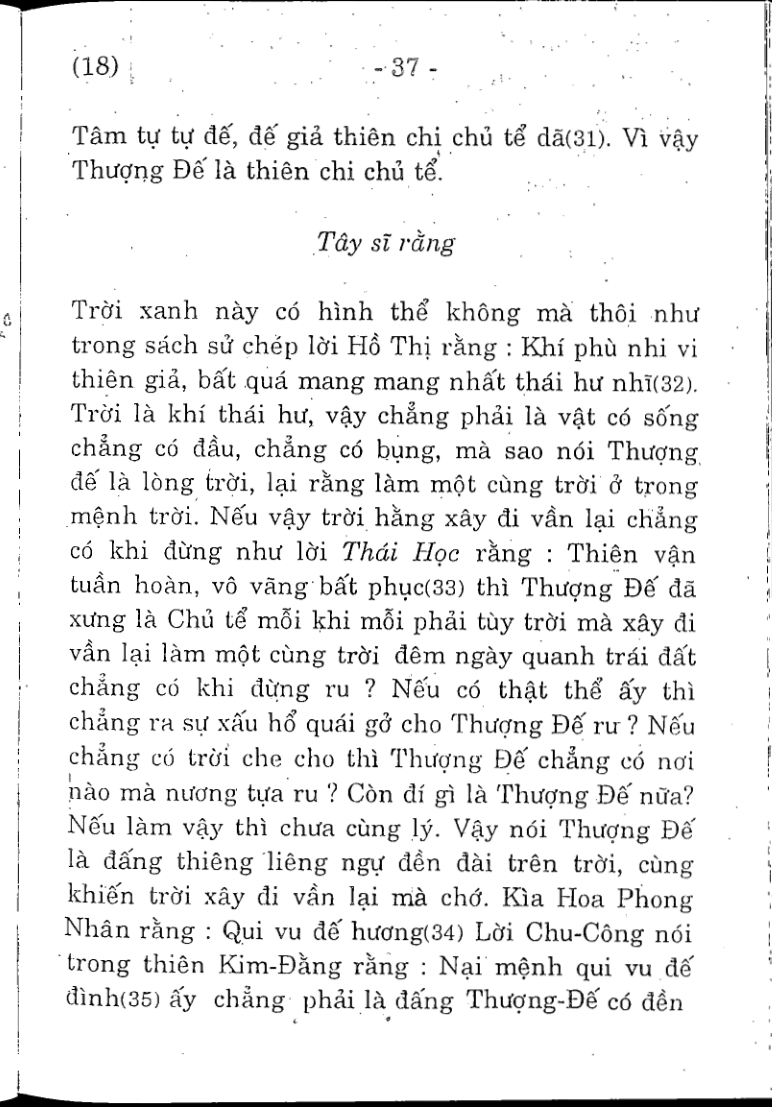 (18) - 37 -
Tâm tự tự đế, đế giả thiên chi chủ tể dã(31). Vì vậy
Thượng Đế là thiên chi chủ tể.
Tây sĩ rằng
Trời xanh này có hình thể không mà thôi như
trong sách sử chép lời Hồ Thị rằng : Khí phù nhi vi
thiên giả, bất quá mang mang nhất thái hư nhĩ(32).
Trời là khí thái hư, vậy chẳng phải là vật có sống
chẳng có đầu, chẳng có bụng, mà sao nói Thượng
đế là lòng trời, lại rằng làm một cùng trời ở trong
mệnh trời. Nếu vậy trời hằng xây đi vần lại chẳng
có khi đừng như lời Thái Học rằng : Thiên vận
tuần hoàn, vô vãng bất phục(33) thì Thượng Đế đã
xưng là Chủ tể mỗi khi mỗi phải tùy trời mà xây đi
vần lại làm một cùng trời đêm ngày quanh trái đất
chẳng có khi đừng ru ? Nếu có thật thể ấy thì
chẳng ra sự xấu hổ quái gở cho Thượng Đế ru ? Nếu
chẳng có trời che cho thì Thượng Đế chẳng có nơi
nào mà nương tựa ru ? Còn đí gì là Thượng Đế nữa?
Nếu làm vậy thì chưa cùng lý. Vậy nói Thượng Đế
là đấng thiêng liêng ngự đền đài trên trời, cùng
khiến trời xây đi vần lại mà chớ. Kìa Hoa Phong
Nhân rằng : Qui vu đế hương(34) Lời Chu-Công nói
trong thiên Kim-Đằng rằng : Nại mệnh qui vu đế
đình(35) ấy chẳng phải là đấng Thượng-Đế có đền